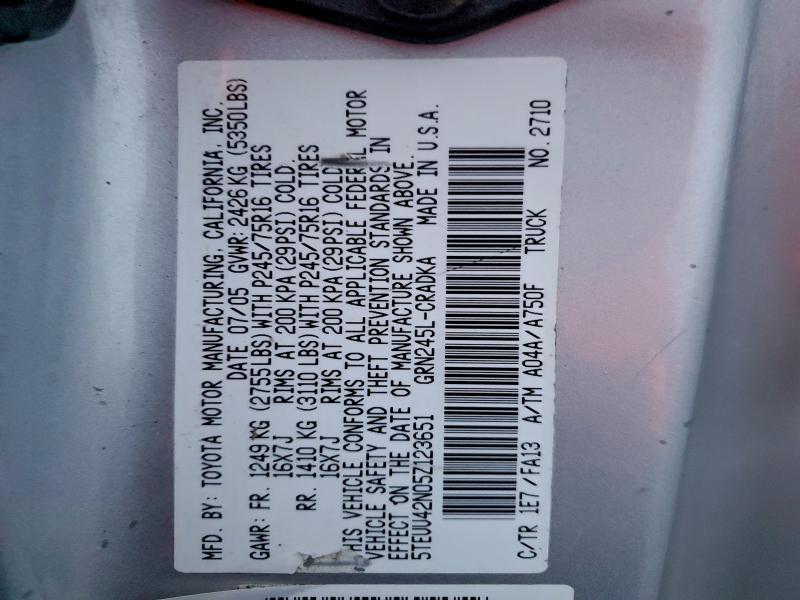 MFD. BY: TOYOTA MOTOR MANUFACTURING, CALIFORNIA, INC.
DATE 07/05 GVWR: 2426 KG (5350LBS)
GAWR: FR. 1249 KG (2755LBS) WITH P245/75R16 TIRES
16X7J RIMS AT 200 KPA (29PSI) COLD
RR. 1410 KG (3110 LBS) WITH P245/75R16 TIRES
16X7J RIMS AT 200 KPA (29PSI) COLD
THIS VEHICLE CONFORMS TO ALL APPLICABLE FEDERAL MOTOR
VEHICLE SAFETY AND THEFT PREVENTION STANDARDS IN
EFFECT ON THE DATE OF MANUFACTURE SHOWN ABOVE.
5TEUU42N05Z123651 GRN245L-CRADKA MADE IN U.S.A.
C/TR 1E7/FA13 A/TM A04A/A750F TRUCK NO. 2710